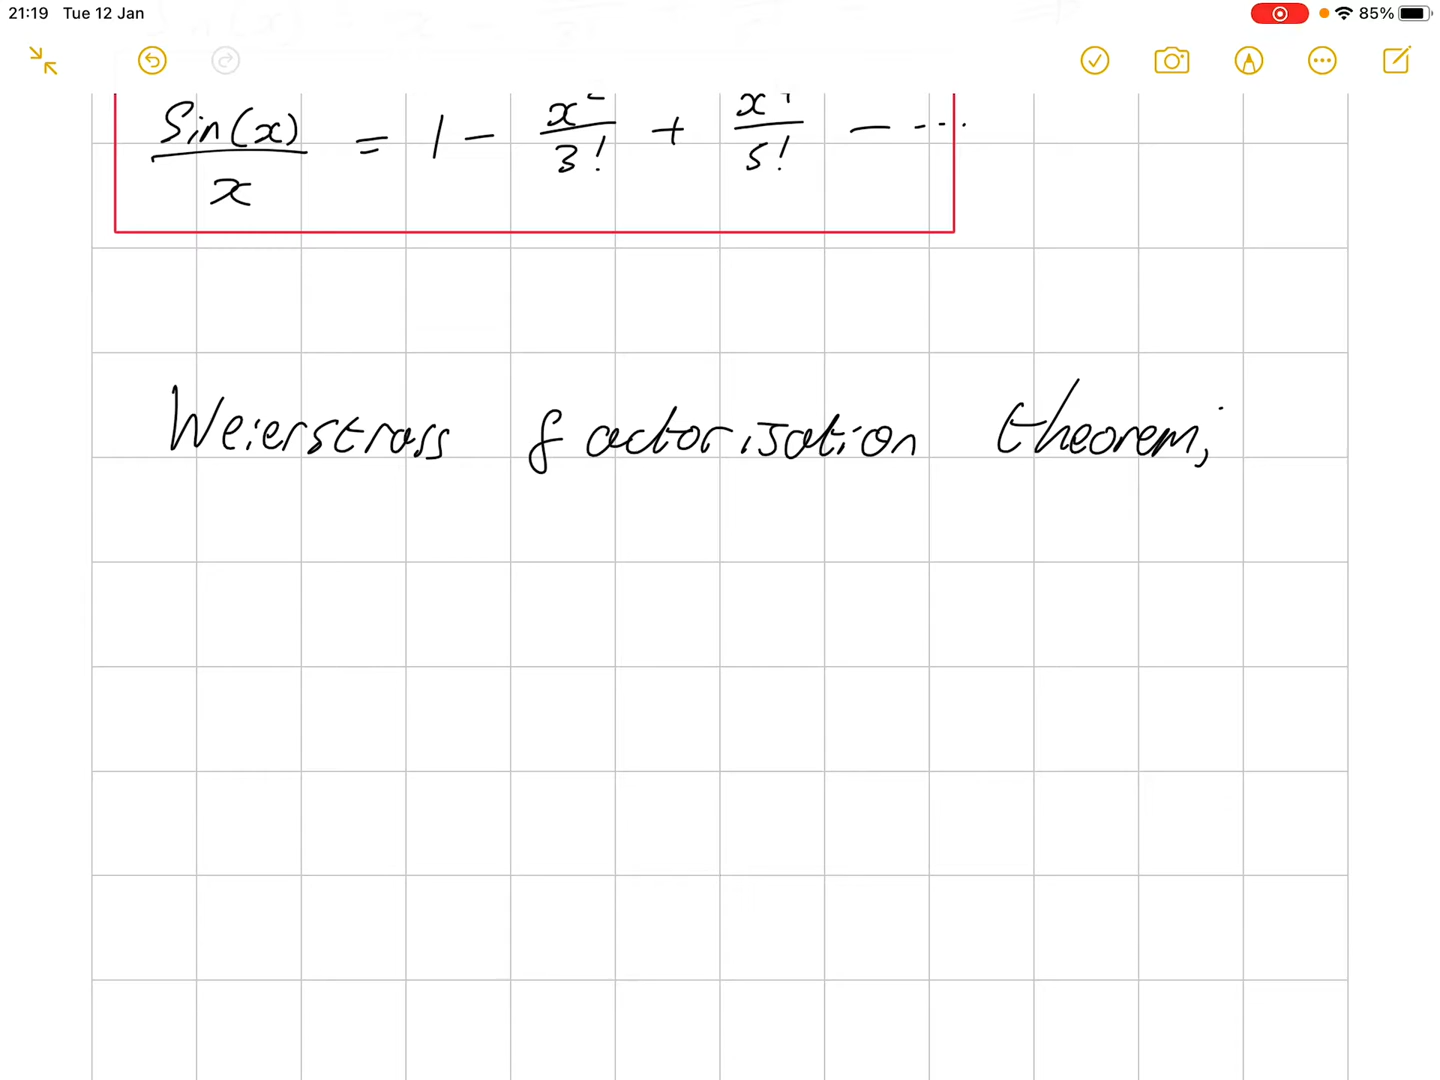 21:19 Tue 12 Jan 85%
Sin(x)/x = 1 - x²/3! + x⁴/5! - ...
Weierstrass factorisation theorem;